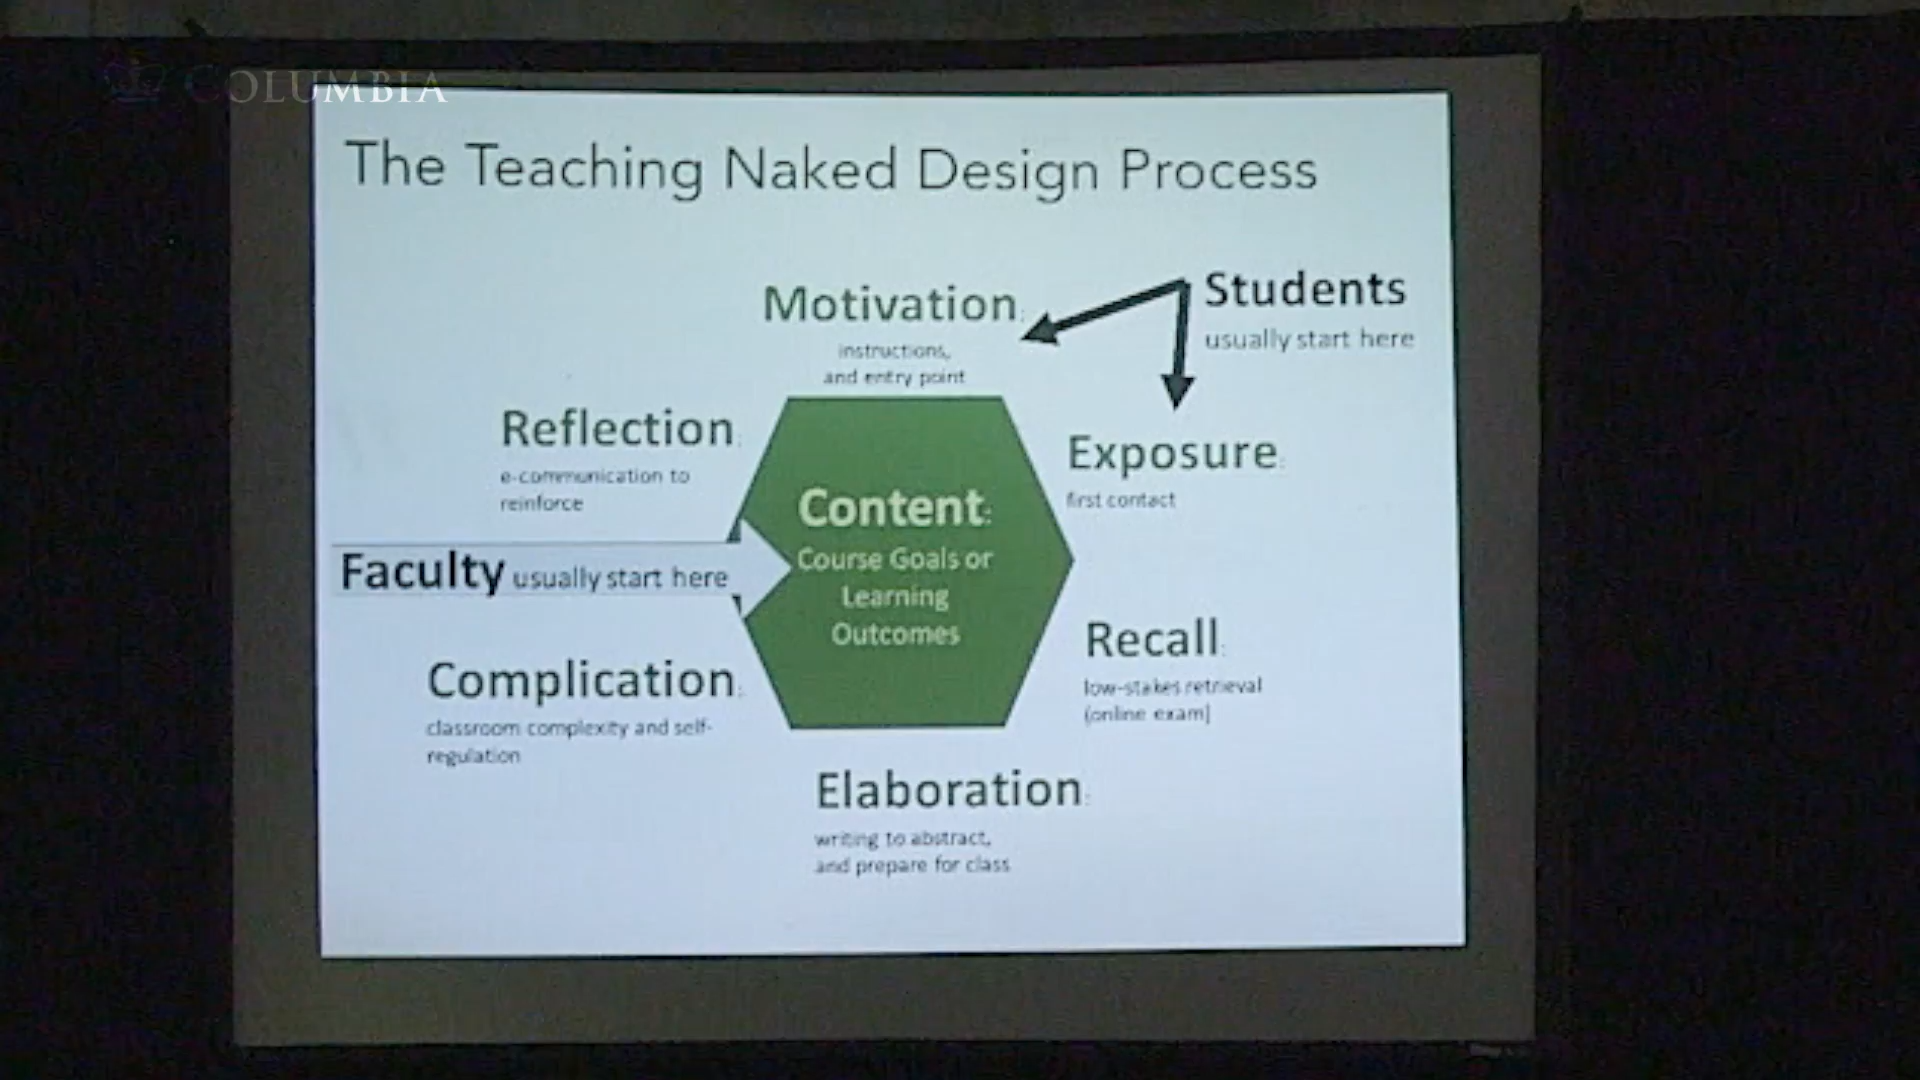 COLUMBIA
The Teaching Naked Design Process
Motivation:
instructions,
and entry point
Students
usually start here
Reflection:
e-communication to
reinforce
Exposure:
first contact
Content:
Course Goals or
Learning
Outcomes
Faculty usually start here
Recall:
low-stakes retrieval
(online exam)
Complication:
classroom complexity and self-
regulation
Elaboration:
writing to abstract,
and prepare for class